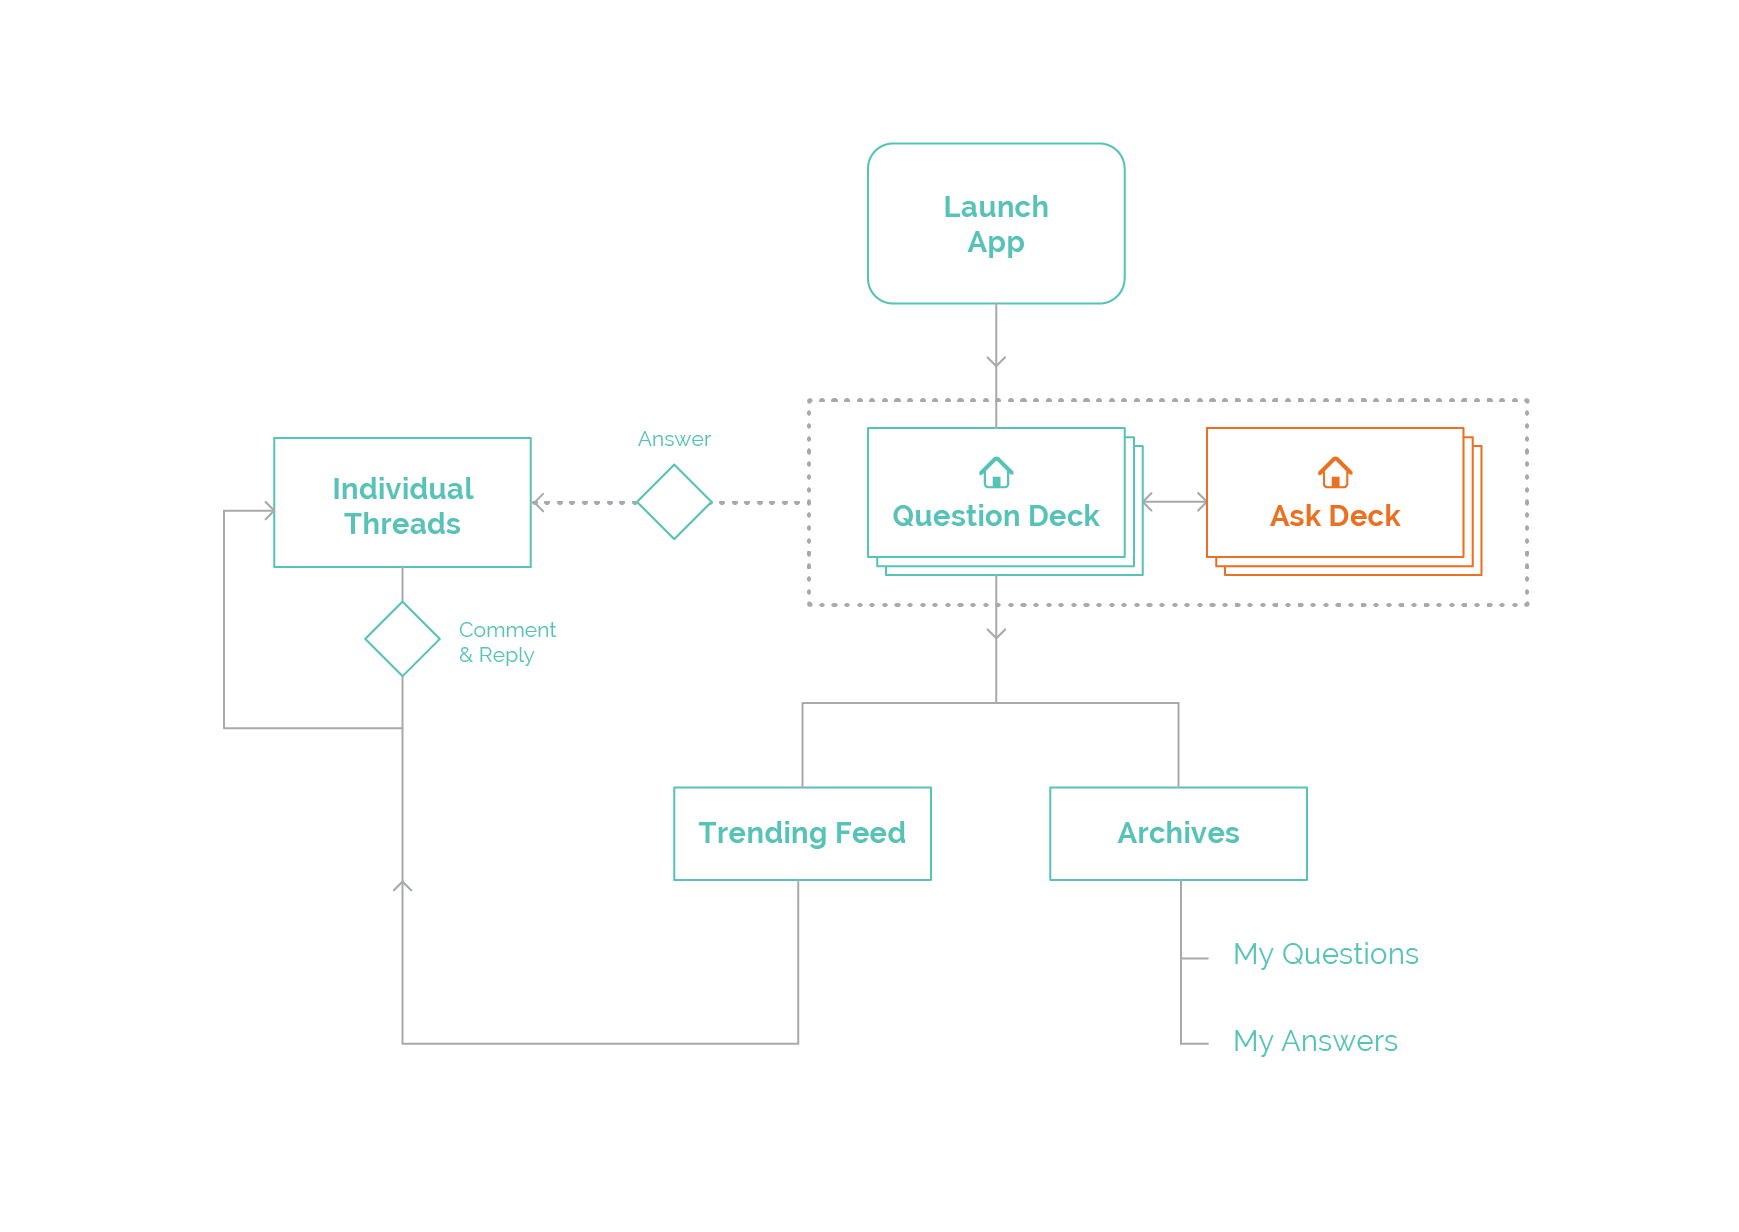 Launch
App
Individual
Threads
Answer
Question Deck
Ask Deck
Comment
& Reply
Trending Feed
Archives
My Questions
My Answers